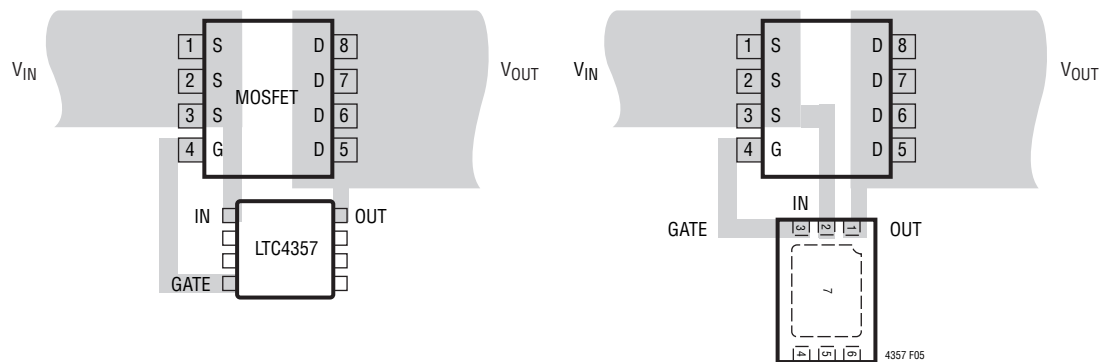 VIN
1 S D 8
2 S D 7
MOSFET
3 S D 6
4 G D 5
VOUT
IN OUT
LTC4357
GATE
VIN
1 S D 8
2 S D 7
3 S D 6
4 G D 5
VOUT
IN
GATE OUT
3 2 1
7
4 5 6
4357 F05